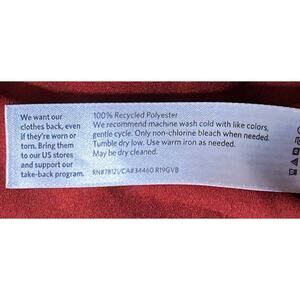 We want our
clothes back, even
if they're worn or
torn. Bring them
to our US stores
and support our
take-back program.
100% Recycled Polyester
We recommend machine wash cold with like colors,
gentle cycle. Only non-chlorine bleach when needed.
Tumble dry low. Use warm iron as needed.
May be dry cleaned.
RN#78121/CA#34460 R19GVB